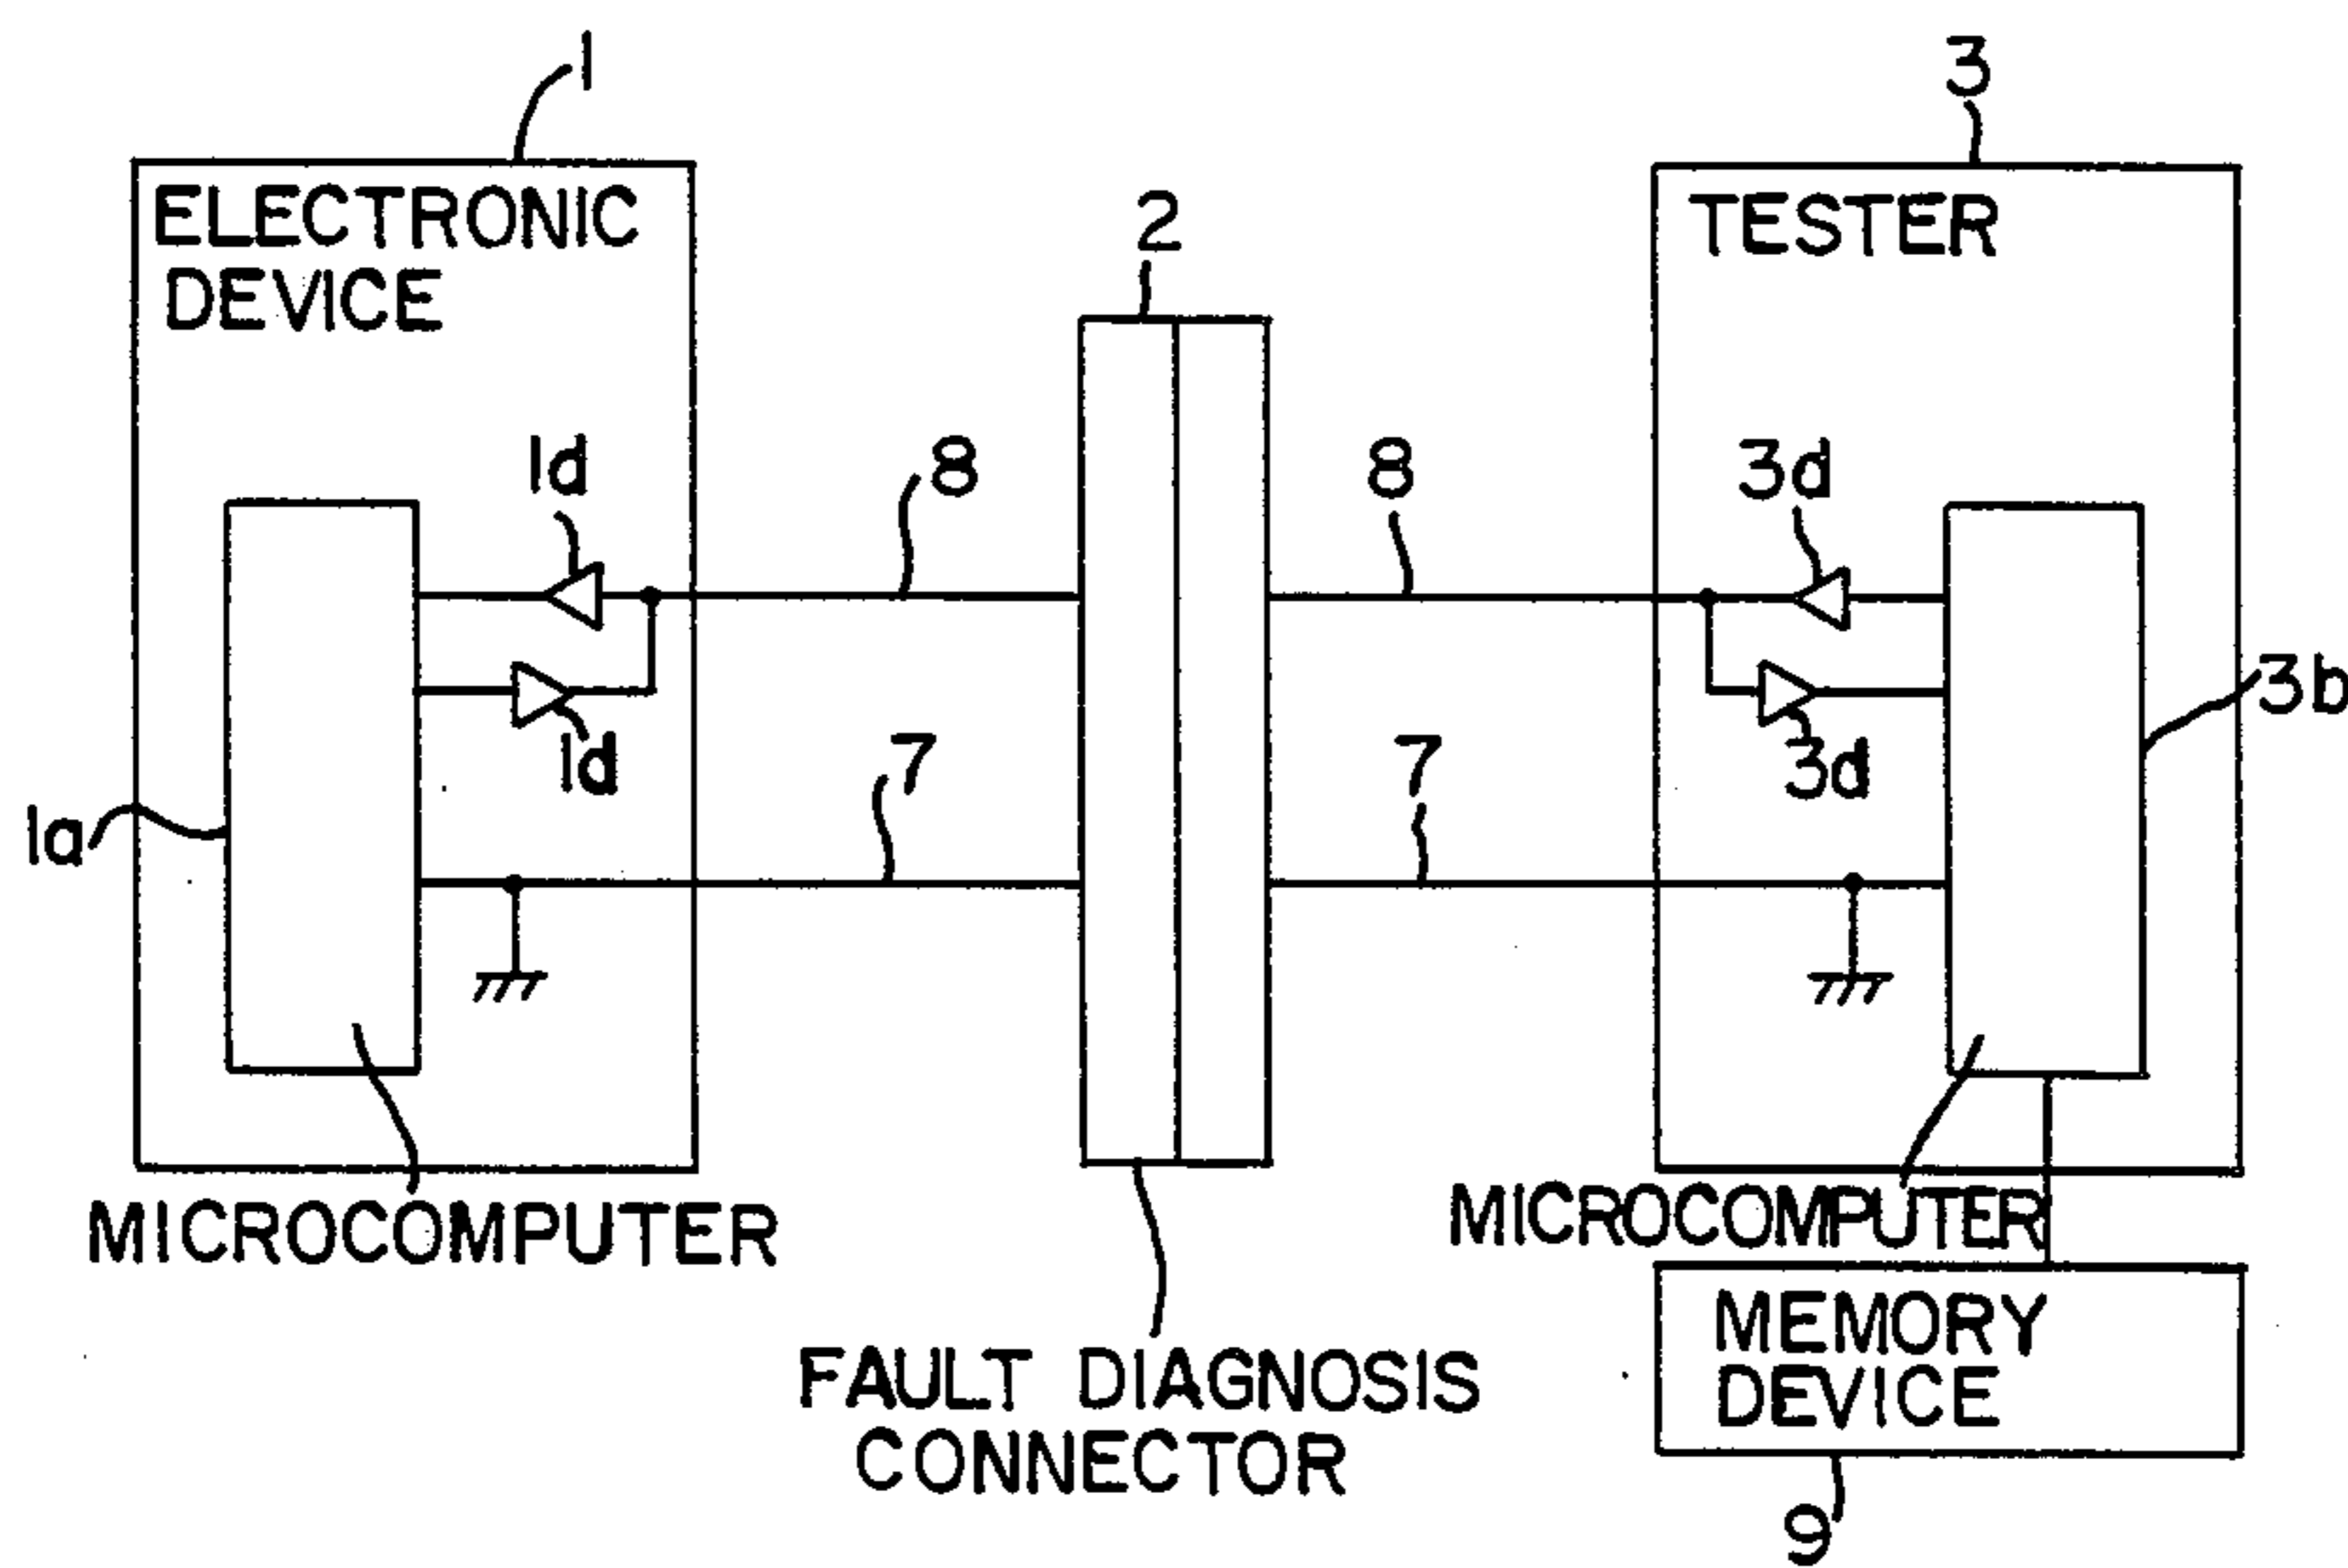 1
3
ELECTRONIC
DEVICE
2
TESTER
1d
8
8
3d
3b
1d
7
7
3d
1a
MICROCOMPUTER
MICROCOMPUTER
FAULT DIAGNOSIS
CONNECTOR
MEMORY
DEVICE
9